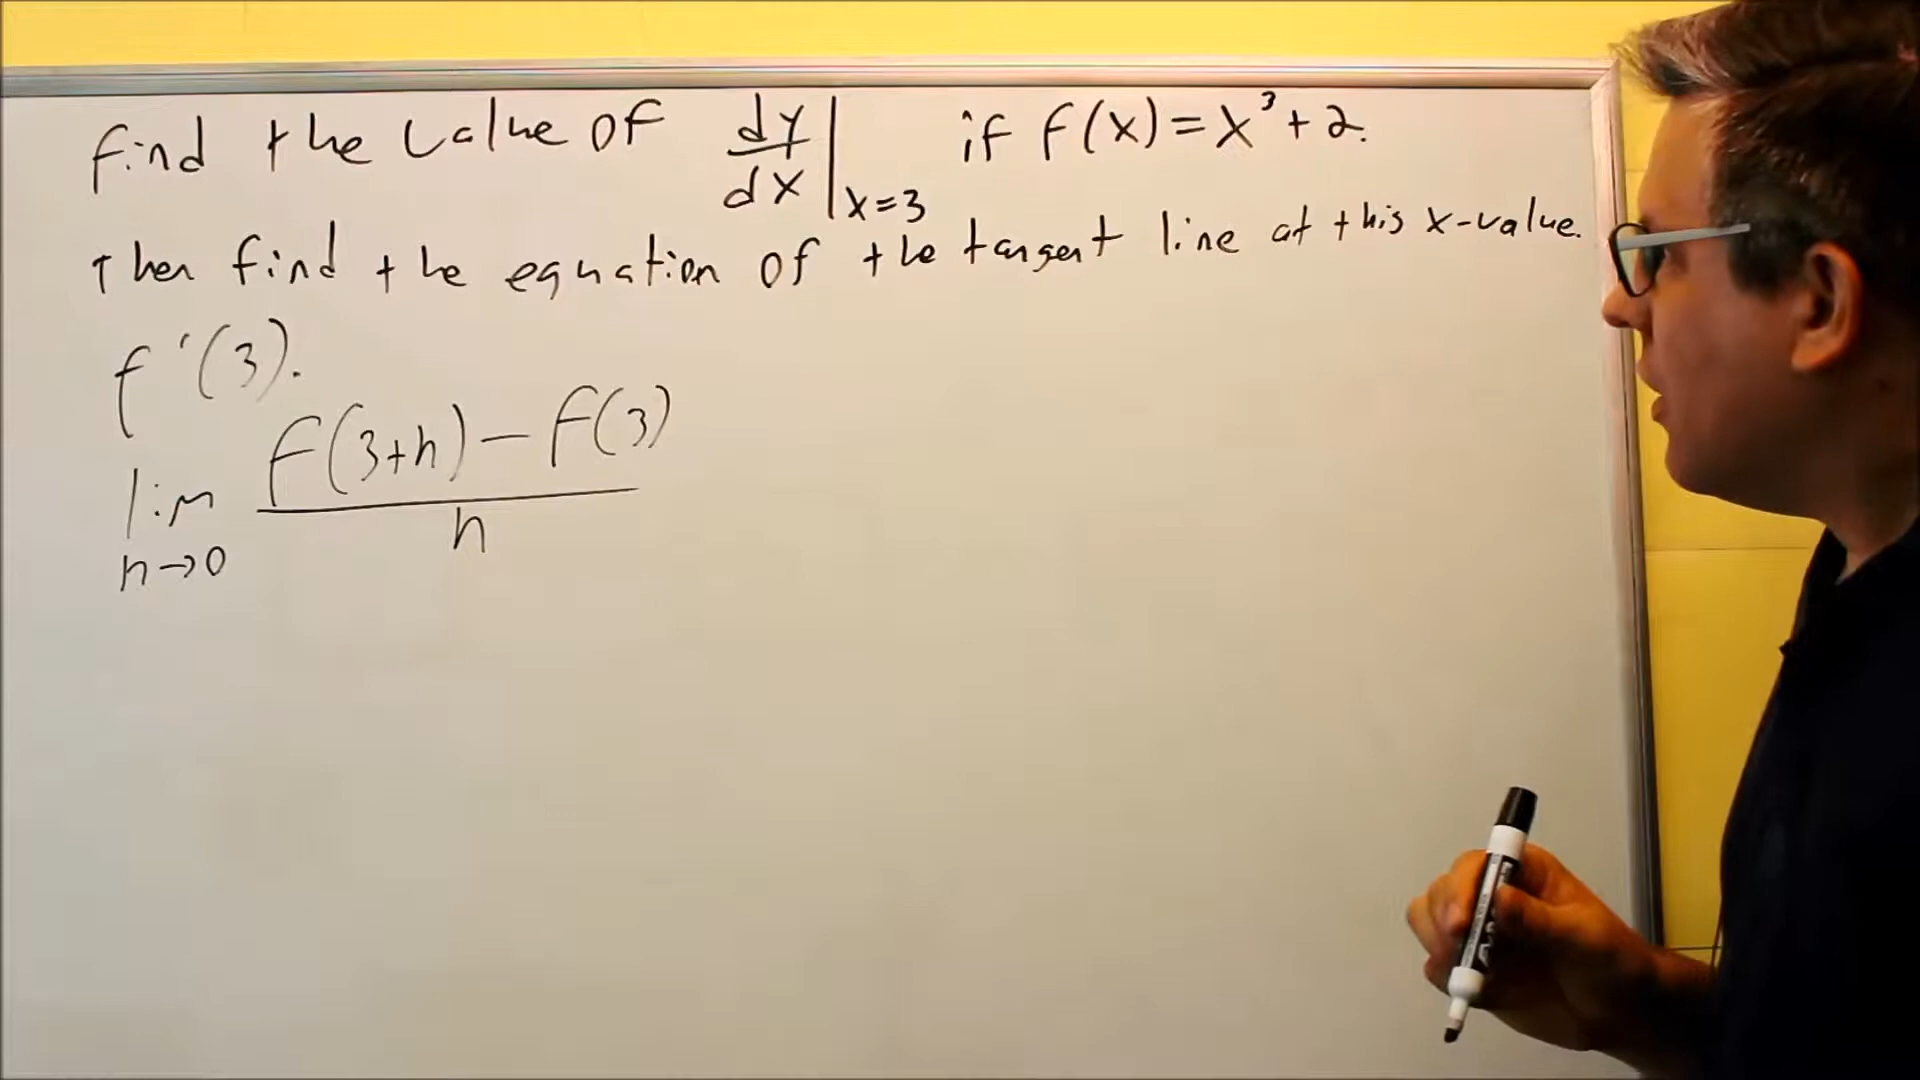 find the value of dy/dx|x=3 if f(x)=x³+2.
Then find the equation of the tangent line at this x-value.
f'(3).
lim h→0 f(3+h)-f(3) / h